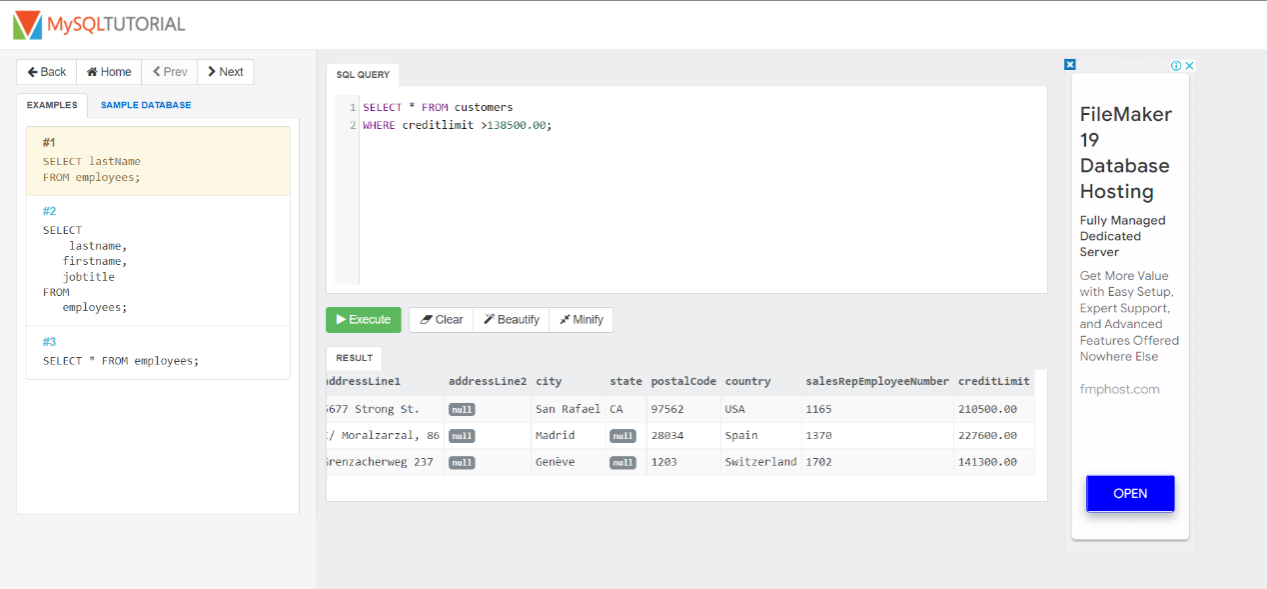 MySQLTUTORIAL
Back Home Prev Next
EXAMPLES SAMPLE DATABASE
#1
SELECT lastName
FROM employees;
#2
SELECT
lastname,
firstname,
jobtitle
FROM
employees;
#3
SELECT * FROM employees;
SQL QUERY
1 SELECT * FROM customers
2 WHERE creditlimit >138500.00;
Execute Clear Beautify Minify
RESULT
addressLine1 addressLine2 city state postalCode country salesRepEmployeeNumber creditLimit
5677 Strong St. null San Rafael CA 97562 USA 1165 210500.00
C/ Moralzarzal, 86 null Madrid null 28034 Spain 1370 227600.00
Grenzacherweg 237 null Genève null 1203 Switzerland 1702 141300.00
FileMaker
19
Database
Hosting
Fully Managed
Dedicated
Server
Get More Value
with Easy Setup,
Expert Support,
and Advanced
Features Offered
Nowhere Else
fmphost.com
OPEN